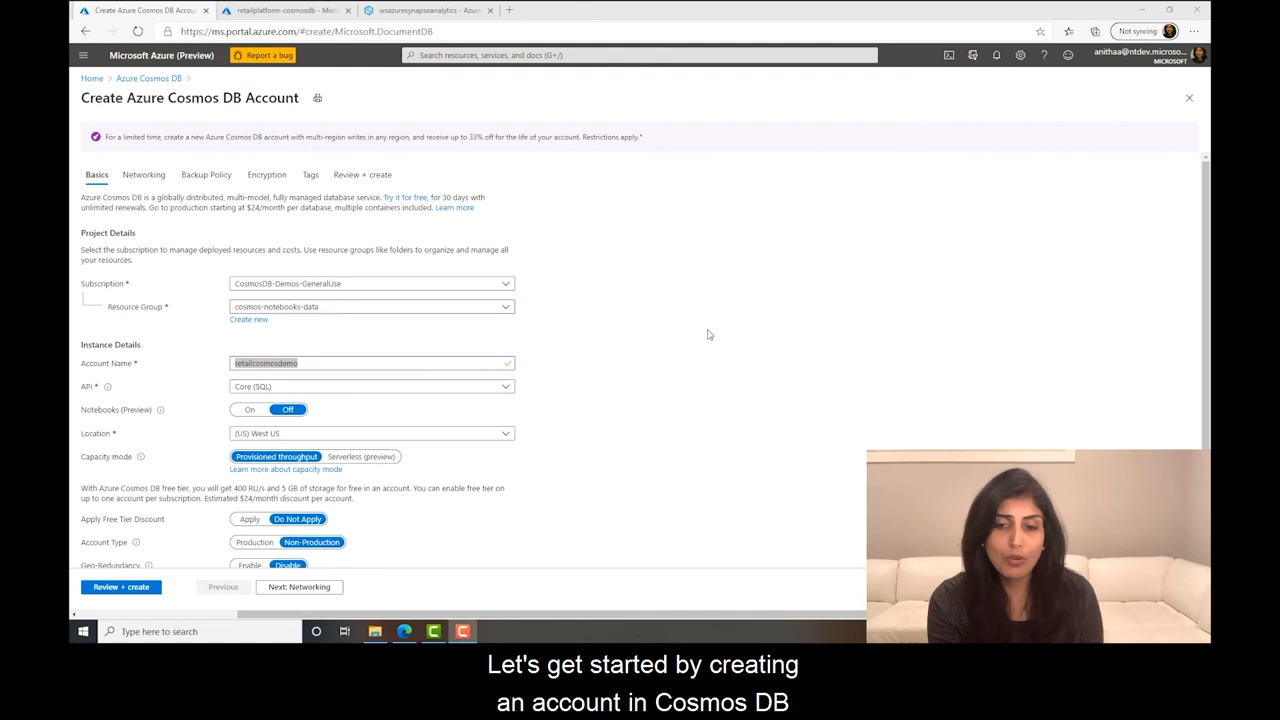 Create Azure Cosmos DB Accou
retailplatform-cosmosdb - Micro
wsazuresynapseanalytics - Azure
https://ms.portal.azure.com/#create/Microsoft.DocumentDB
Not syncing
Microsoft Azure (Preview)
Report a bug
Search resources, services, and docs (G+/)
anithaa@ntdev.microso...
MICROSOFT
Home > Azure Cosmos DB >
Create Azure Cosmos DB Account
For a limited time, create a new Azure Cosmos DB account with multi-region writes in any region, and receive up to 33% off for the life of your account. Restrictions apply.*
Basics Networking Backup Policy Encryption Tags Review + create
Azure Cosmos DB is a globally distributed, multi-model, fully managed database service. Try it for free, for 30 days with
unlimited renewals. Go to production starting at $24/month per database, multiple containers included. Learn more
Project Details
Select the subscription to manage deployed resources and costs. Use resource groups like folders to organize and manage all
your resources.
Subscription * CosmosDB-Demos-GeneralUse
Resource Group * cosmos-notebooks-data
Create new
Instance Details
Account Name * retailcosmosdemo
API * Core (SQL)
Notebooks (Preview) On Off
Location * (US) West US
Capacity mode Provisioned throughput Serverless (preview)
Learn more about capacity mode
With Azure Cosmos DB free tier, you will get 400 RU/s and 5 GB of storage for free in an account. You can enable free tier on
up to one account per subscription. Estimated $24/month discount per account.
Apply Free Tier Discount Apply Do Not Apply
Account Type Production Non-Production
Geo-Redundancy Enable Disable
Review + create Previous Next: Networking
Type here to search
Let's get started by creating
an account in Cosmos DB